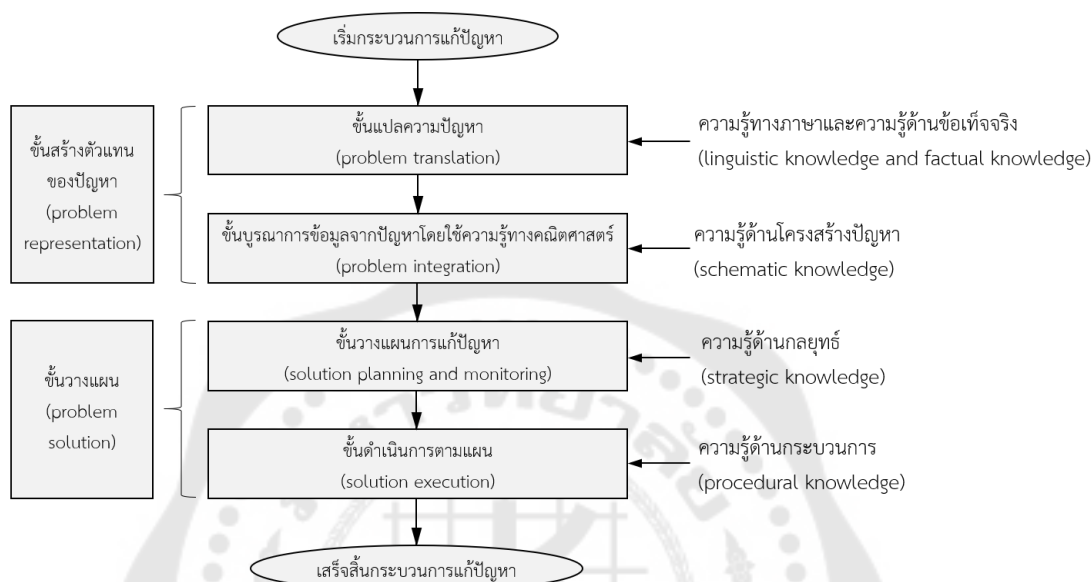 เริ่มกระบวนการแก้ปัญหา
ขั้นสร้างตัวแทน
ของปัญหา
(problem
representation)
ขั้นแปลความปัญหา
(problem translation)
ความรู้ทางภาษาและความรู้ด้านข้อเท็จจริง
(linguistic knowledge and factual knowledge)
ขั้นบูรณาการข้อมูลจากปัญหาโดยใช้ความรู้ทางคณิตศาสตร์
(problem integration)
ความรู้ด้านโครงสร้างปัญหา
(schematic knowledge)
ขั้นวางแผน
(problem
solution)
ขั้นวางแผนการแก้ปัญหา
(solution planning and monitoring)
ความรู้ด้านกลยุทธ์
(strategic knowledge)
ขั้นดำเนินการตามแผน
(solution execution)
ความรู้ด้านกระบวนการ
(procedural knowledge)
เสร็จสิ้นกระบวนการแก้ปัญหา